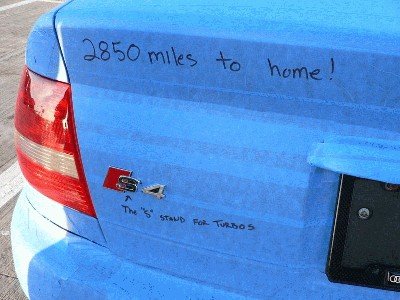 2850 miles to home!
S4
The "S" STAND FOR TURBOS